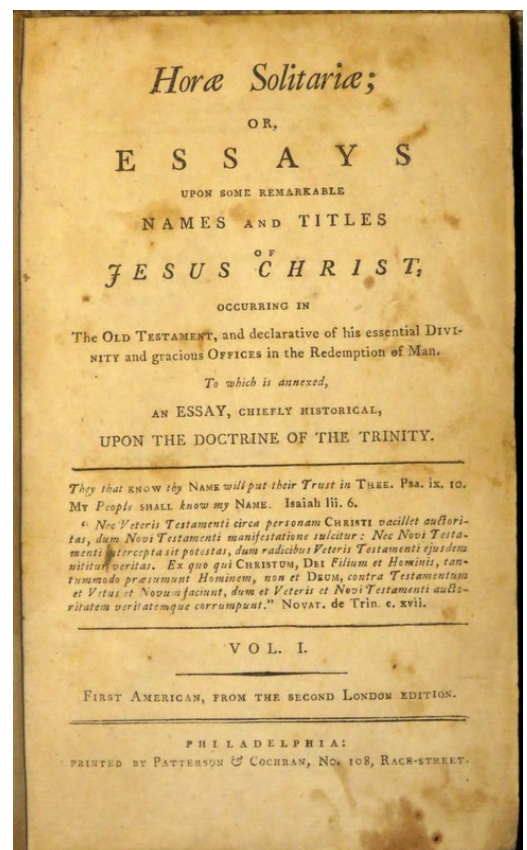 Horæ Solitariæ;
OR,
ESSAYS
UPON SOME REMARKABLE
NAMES AND TITLES
OF
JESUS CHRIST,
OCCURRING IN
The OLD TESTAMENT, and declarative of his essential DIVI-
NITY and gracious OFFICES in the Redemption of Man.
To which is annexed,
AN ESSAY, CHIEFLY HISTORICAL,
UPON THE DOCTRINE OF THE TRINITY.
They that KNOW thy NAME will put their Trust in THEE. Psa. ix. 10.
MY People SHALL know my NAME. Isaiah lii. 6.
“ Nec Veteris Testamenti circa personam CHRISTI vacillet auctori-
tas, dum Novi Testamenti manifestatione sulcitur: Nec Novi Testa-
menti intercepta sit potestas, dum radicibus Veteris Testamenti ejusdem
nititur veritas. Ex quo qui CHRISTUM, DEI Filium et Hominis, tan-
tummodo præsumunt Hominem, non et DEUM, contra Testamentum
et Vetus et Novum faciunt, dum et Veteris et Novi Testamenti aucto-
ritatem veritatemque corrumpunt.” NOVAT. de Trin. c. xvii.
VOL. I.
FIRST AMERICAN, FROM THE SECOND LONDON EDITION.
PHILADELPHIA:
PRINTED BY PATTERSON & COCHRAN, NO. 108, RACE-STREET.